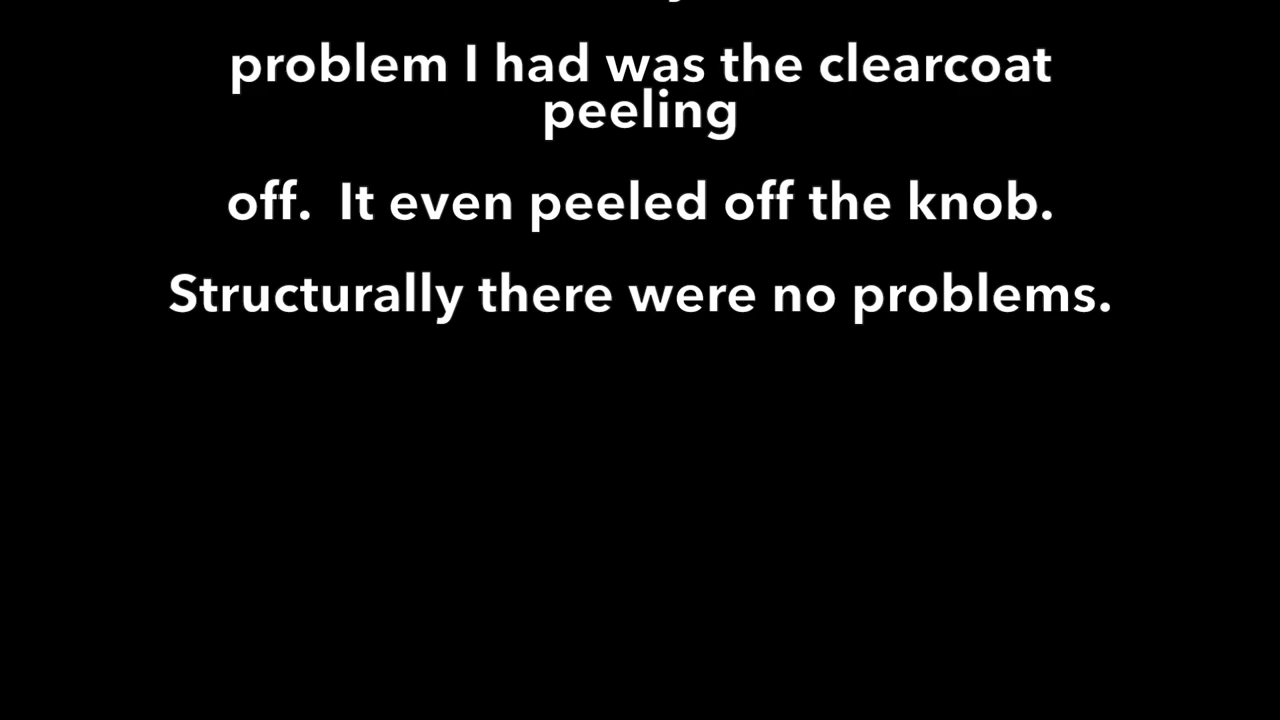 problem I had was the clearcoat
peeling
off.  It even peeled off the knob.
Structurally there were no problems.